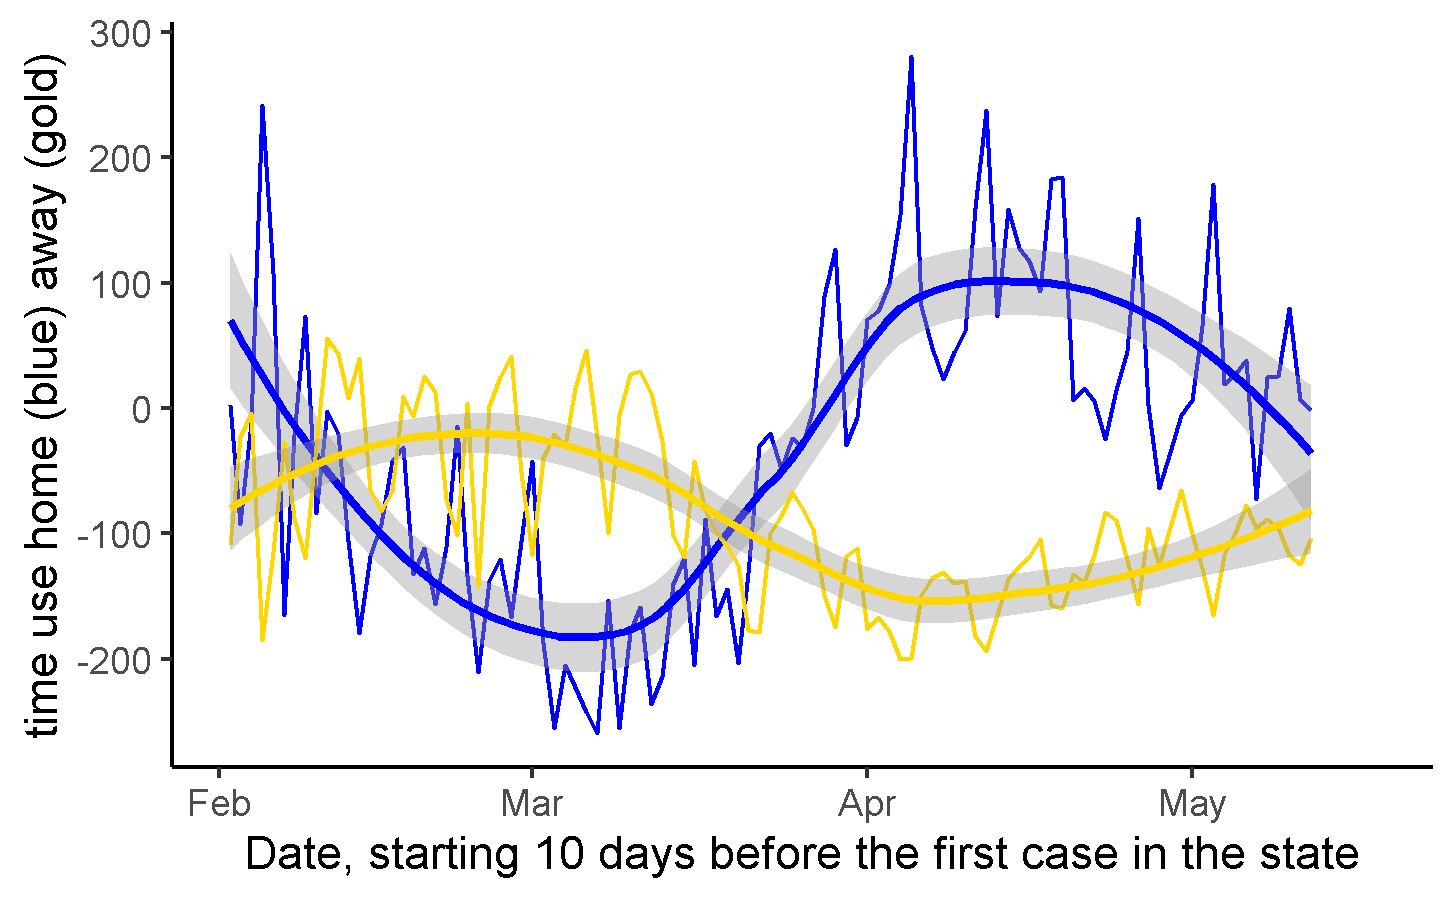 time use home (blue) away (gold)
300
200
100
0
-100
-200
Feb
Mar
Apr
May
Date, starting 10 days before the first case in the state